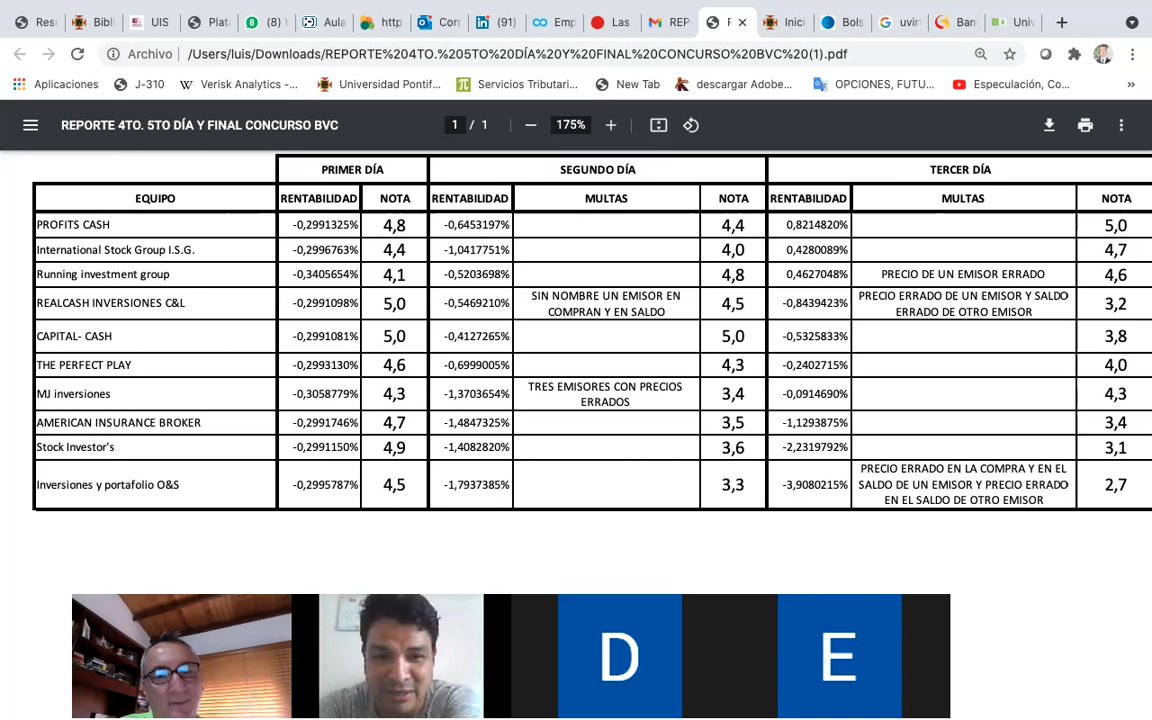 Res
Bibli
UIS
Plat
(8)
Aula
http
Corr
(91)
Emp
Las
REP
F
Inici
Bols
uvir
Ban
Univ
Archivo | /Users/luis/Downloads/REPORTE%204TO.%205TO%20DÍA%20Y%20FINAL%20CONCURSO%20BVC%20(1).pdf
Aplicaciones J-310 Verisk Analytics -... Universidad Pontif... Servicios Tributari... New Tab descargar Adobe... OPCIONES, FUTU... Especulación, Co... »
REPORTE 4TO. 5TO DÍA Y FINAL CONCURSO BVC 1 / 1 — 175% +
PRIMER DÍA SEGUNDO DÍA TERCER DÍA
EQUIPO RENTABILIDAD NOTA RENTABILIDAD MULTAS NOTA RENTABILIDAD MULTAS NOTA
PROFITS CASH -0,2991325% 4,8 -0,6453197% 4,4 0,8214820% 5,0
International Stock Group I.S.G. -0,2996763% 4,4 -1,0417751% 4,0 0,4280089% 4,7
Running investment group -0,3405654% 4,1 -0,5203698% 4,8 0,4627048% PRECIO DE UN EMISOR ERRADO 4,6
REALCASH INVERSIONES C&L -0,2991098% 5,0 -0,5469210% SIN NOMBRE UN EMISOR EN
COMPRAN Y EN SALDO 4,5 -0,8439423% PRECIO ERRADO DE UN EMISOR Y SALDO
ERRADO DE OTRO EMISOR 3,2
CAPITAL- CASH -0,2991081% 5,0 -0,4127265% 5,0 -0,5325833% 3,8
THE PERFECT PLAY -0,2993130% 4,6 -0,6999005% 4,3 -0,2402715% 4,0
MJ inversiones -0,3058779% 4,3 -1,3703654% TRES EMISORES CON PRECIOS
ERRADOS 3,4 -0,0914690% 4,3
AMERICAN INSURANCE BROKER -0,2991746% 4,7 -1,4847325% 3,5 -1,1293875% 3,4
Stock Investor's -0,2991150% 4,9 -1,4082820% 3,6 -2,2319792% 3,1
Inversiones y portafolio O&S -0,2995787% 4,5 -1,7937385% 3,3 -3,9080215% PRECIO ERRADO EN LA COMPRA Y EN EL
SALDO DE UN EMISOR Y PRECIO ERRADO
EN EL SALDO DE OTRO EMISOR 2,7
D
E